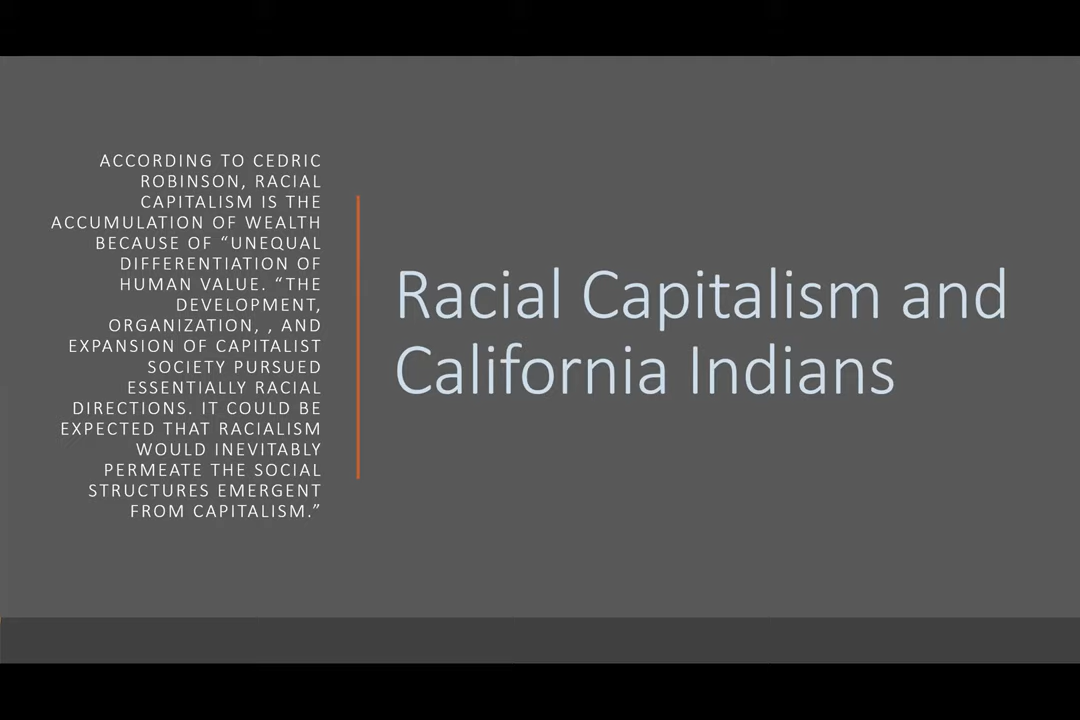 ACCORDING TO CEDRIC
ROBINSON, RACIAL
CAPITALISM IS THE
ACCUMULATION OF WEALTH
BECAUSE OF “UNEQUAL
DIFFERENTIATION OF
HUMAN VALUE. “THE
DEVELOPMENT,
ORGANIZATION, , AND
EXPANSION OF CAPITALIST
SOCIETY PURSUED
ESSENTIALLY RACIAL
DIRECTIONS. IT COULD BE
EXPECTED THAT RACIALISM
WOULD INEVITABLY
PERMEATE THE SOCIAL
STRUCTURES EMERGENT
FROM CAPITALISM.”
Racial Capitalism and
California Indians